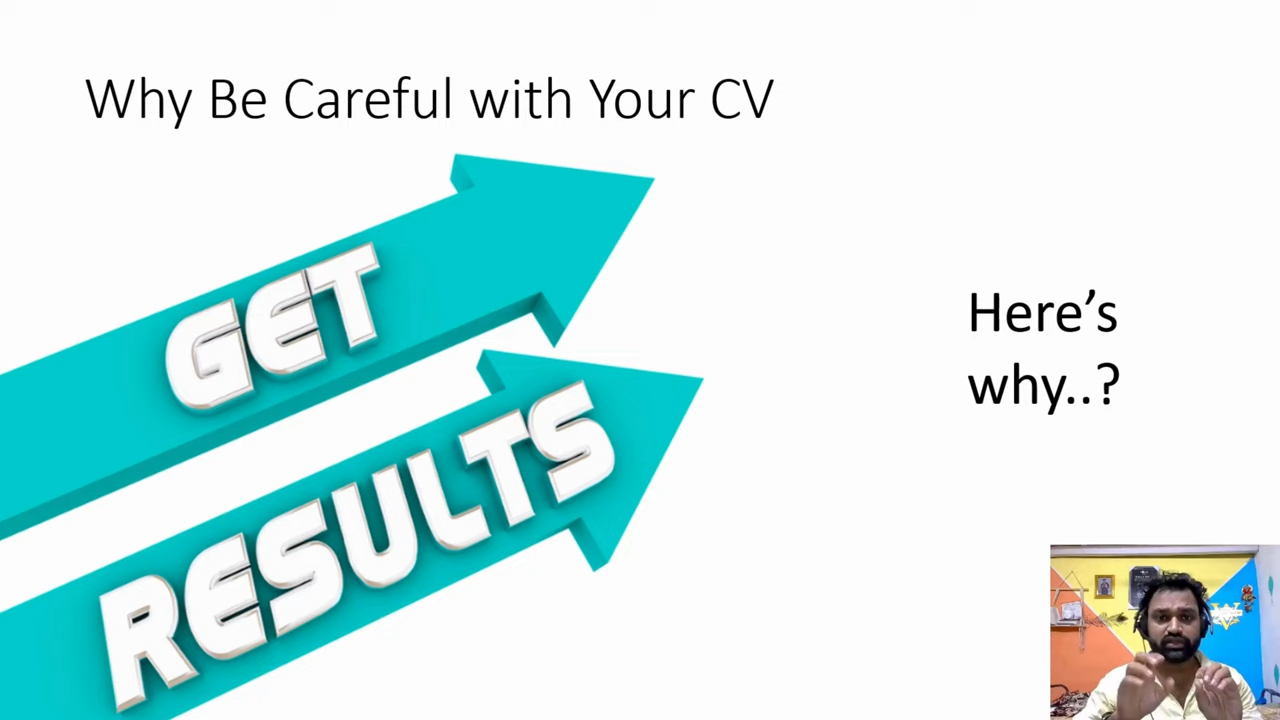 Why Be Careful with Your CV
GET
RESULTS
Here’s
why..?